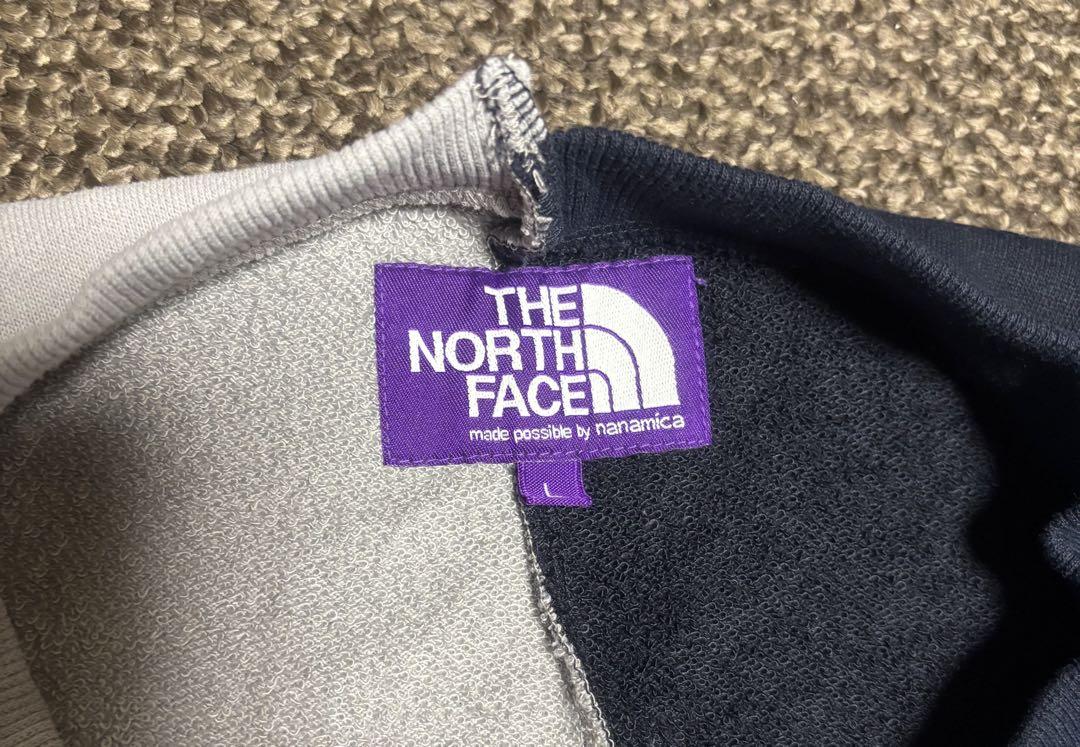 THE
NORTH
FACE
made possible by nanamica
L